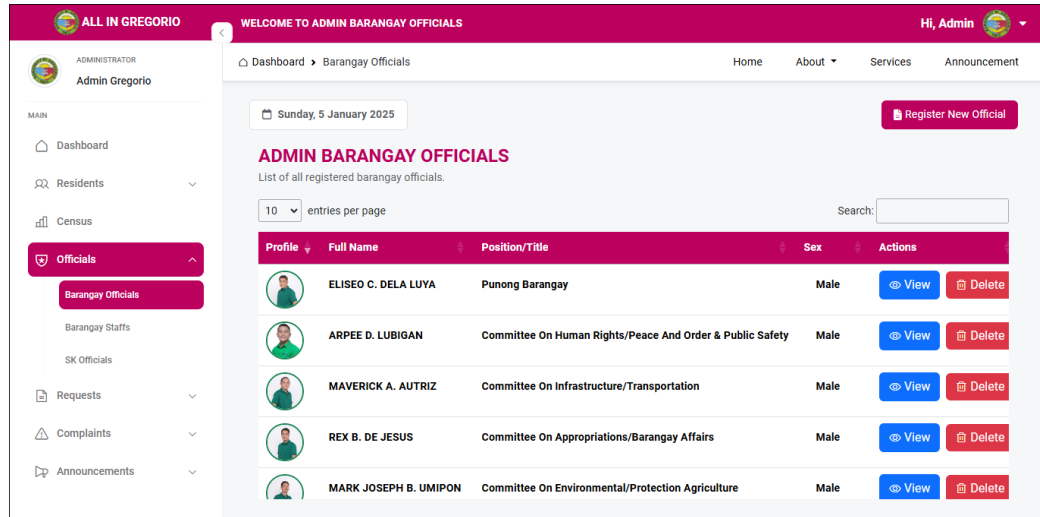 ALL IN GREGORIO
WELCOME TO ADMIN BARANGAY OFFICIALS
Hi, Admin
ADMINISTRATOR
Admin Gregorio
Dashboard > Barangay Officials
Home About Services Announcement
MAIN
Dashboard
Residents
Census
Officials
Barangay Officials
Barangay Staffs
SK Officials
Requests
Complaints
Announcements
Sunday, 5 January 2025
Register New Official
ADMIN BARANGAY OFFICIALS
List of all registered barangay officials.
10 entries per page
Search:
Profile Full Name Position/Title Sex Actions
ELISEO C. DELA LUYA Punong Barangay Male View Delete
ARPEE D. LUBIGAN Committee On Human Rights/Peace And Order & Public Safety Male View Delete
MAVERICK A. AUTRIZ Committee On Infrastructure/Transportation Male View Delete
REX B. DE JESUS Committee On Appropriations/Barangay Affairs Male View Delete
MARK JOSEPH B. UMIPON Committee On Environmental/Protection Agriculture Male View Delete